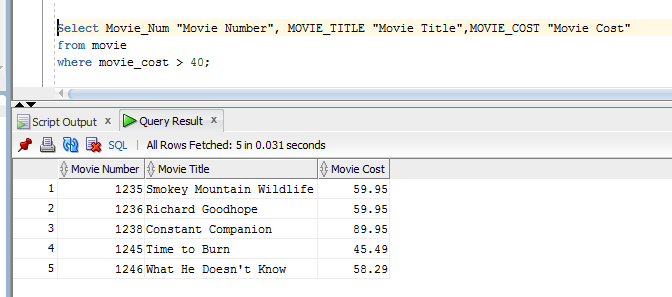 Select Movie_Num "Movie Number", MOVIE_TITLE "Movie Title",MOVIE_COST "Movie Cost"
from movie
where movie_cost > 40;
Script Output x Query Result x
SQL | All Rows Fetched: 5 in 0.031 seconds
Movie Number Movie Title Movie Cost
1 1235 Smokey Mountain Wildlife 59.95
2 1236 Richard Goodhope 59.95
3 1238 Constant Companion 89.95
4 1245 Time to Burn 45.49
5 1246 What He Doesn't Know 58.29